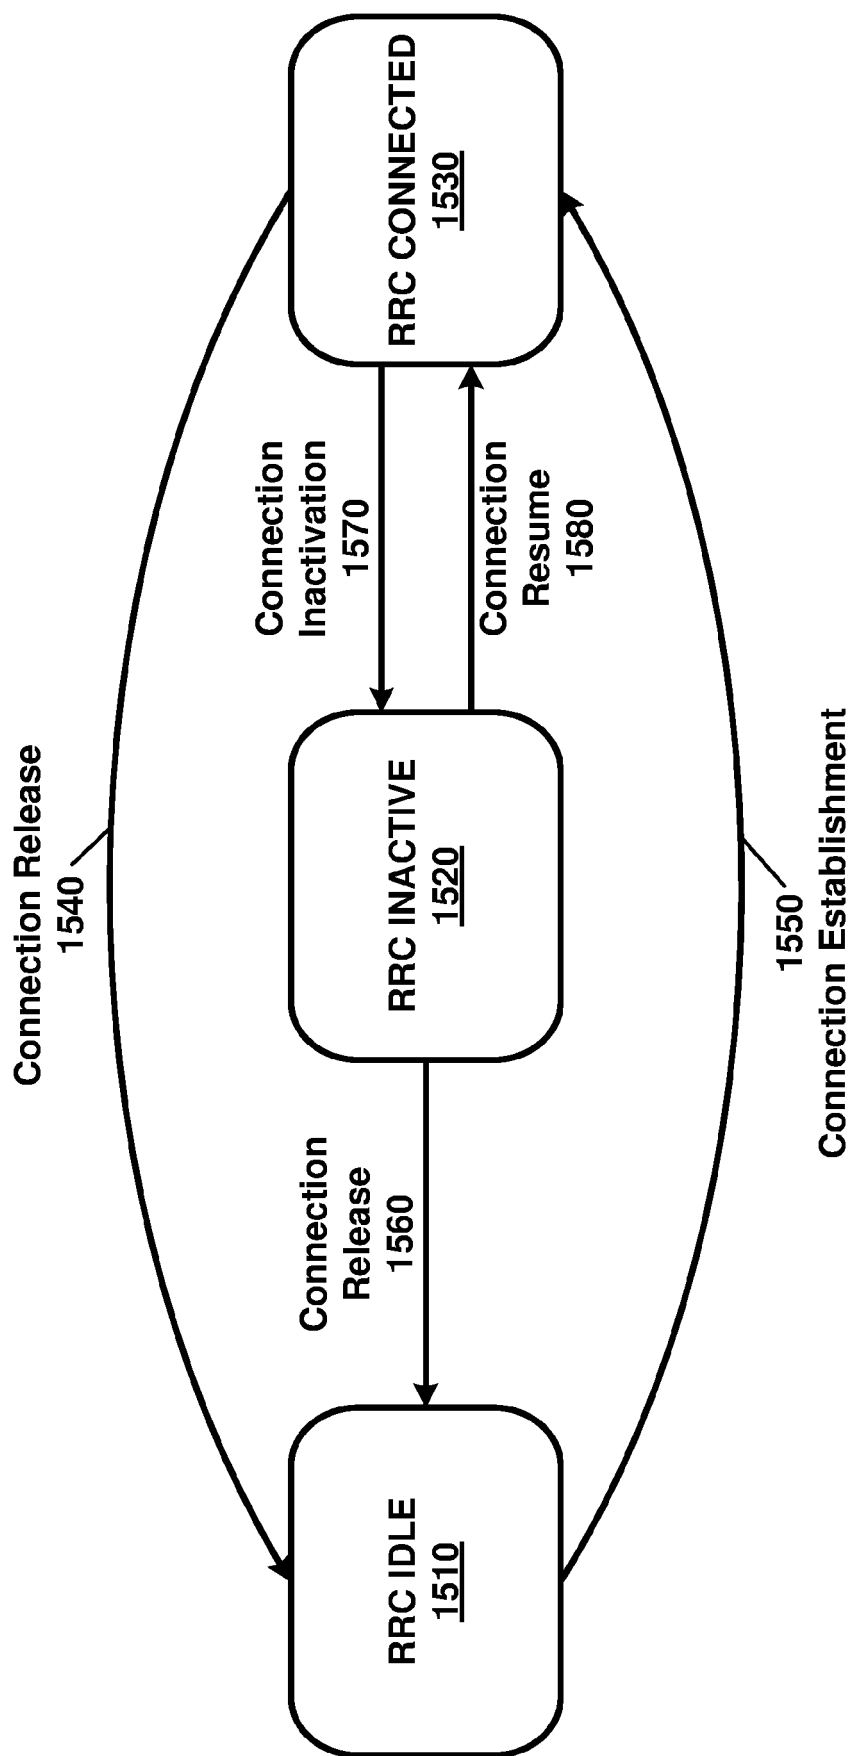 Connection Release
1540
RRC IDLE
1510
Connection
Release
1560
RRC INACTIVE
1520
Connection
Inactivation
1570
Connection
Resume
1580
RRC CONNECTED
1530
1550
Connection Establishment